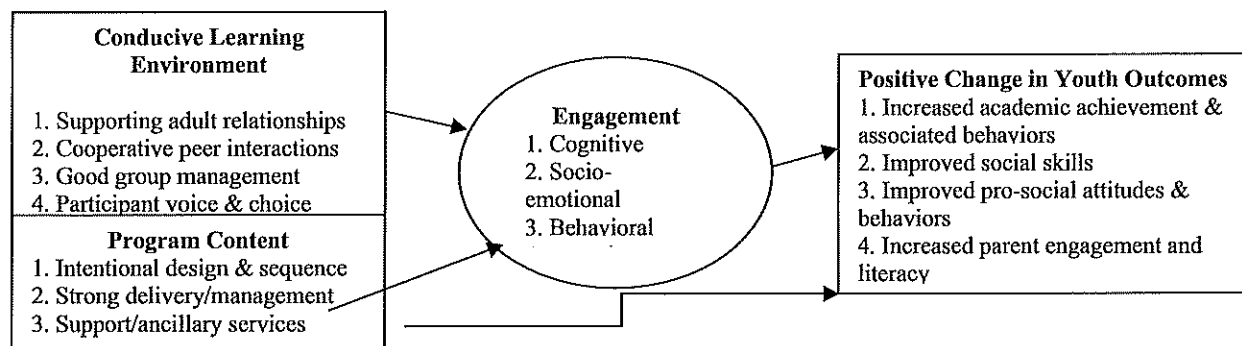 Conducive Learning
Environment
1. Supporting adult relationships
2. Cooperative peer interactions
3. Good group management
4. Participant voice & choice
Program Content
1. Intentional design & sequence
2. Strong delivery/management
3. Support/ancillary services
Engagement
1. Cognitive
2. Socio-
emotional
3. Behavioral
Positive Change in Youth Outcomes
1. Increased academic achievement &
associated behaviors
2. Improved social skills
3. Improved pro-social attitudes &
behaviors
4. Increased parent engagement and
literacy